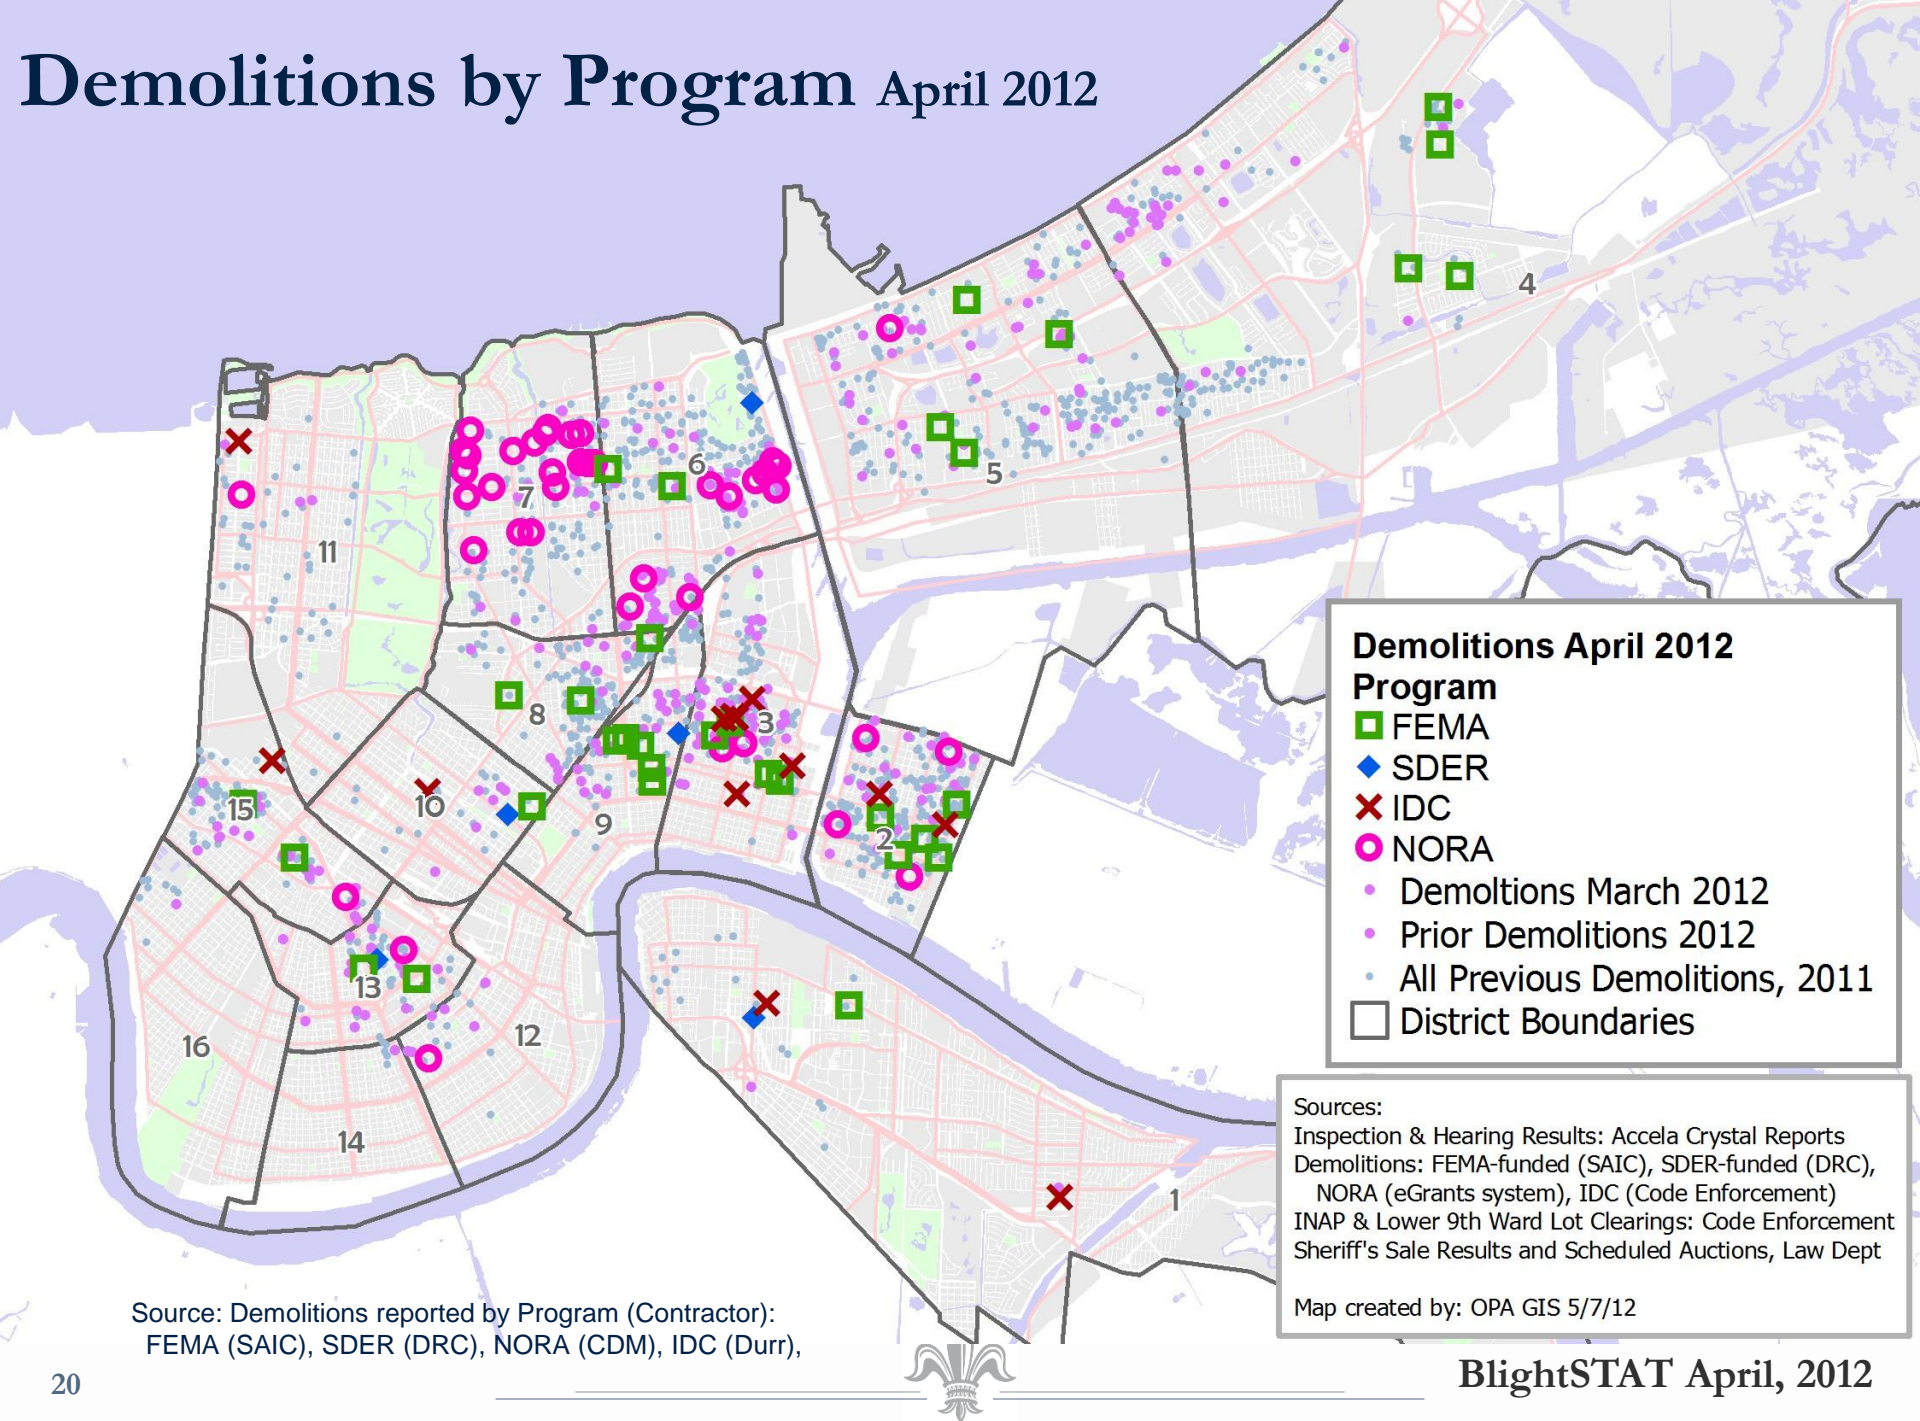 Demolitions by Program April 2012
4
5
6
7
11
8
3
15
10
9
2
13
16
12
14
1
Demolitions April 2012
Program
FEMA
SDER
IDC
NORA
Demoltions March 2012
Prior Demolitions 2012
All Previous Demolitions, 2011
District Boundaries
Sources:
Inspection & Hearing Results: Accela Crystal Reports
Demolitions: FEMA-funded (SAIC), SDER-funded (DRC),
NORA (eGrants system), IDC (Code Enforcement)
INAP & Lower 9th Ward Lot Clearings: Code Enforcement
Sheriff's Sale Results and Scheduled Auctions, Law Dept
Map created by: OPA GIS 5/7/12
Source: Demolitions reported by Program (Contractor):
FEMA (SAIC), SDER (DRC), NORA (CDM), IDC (Durr),
20
BlightSTAT April, 2012